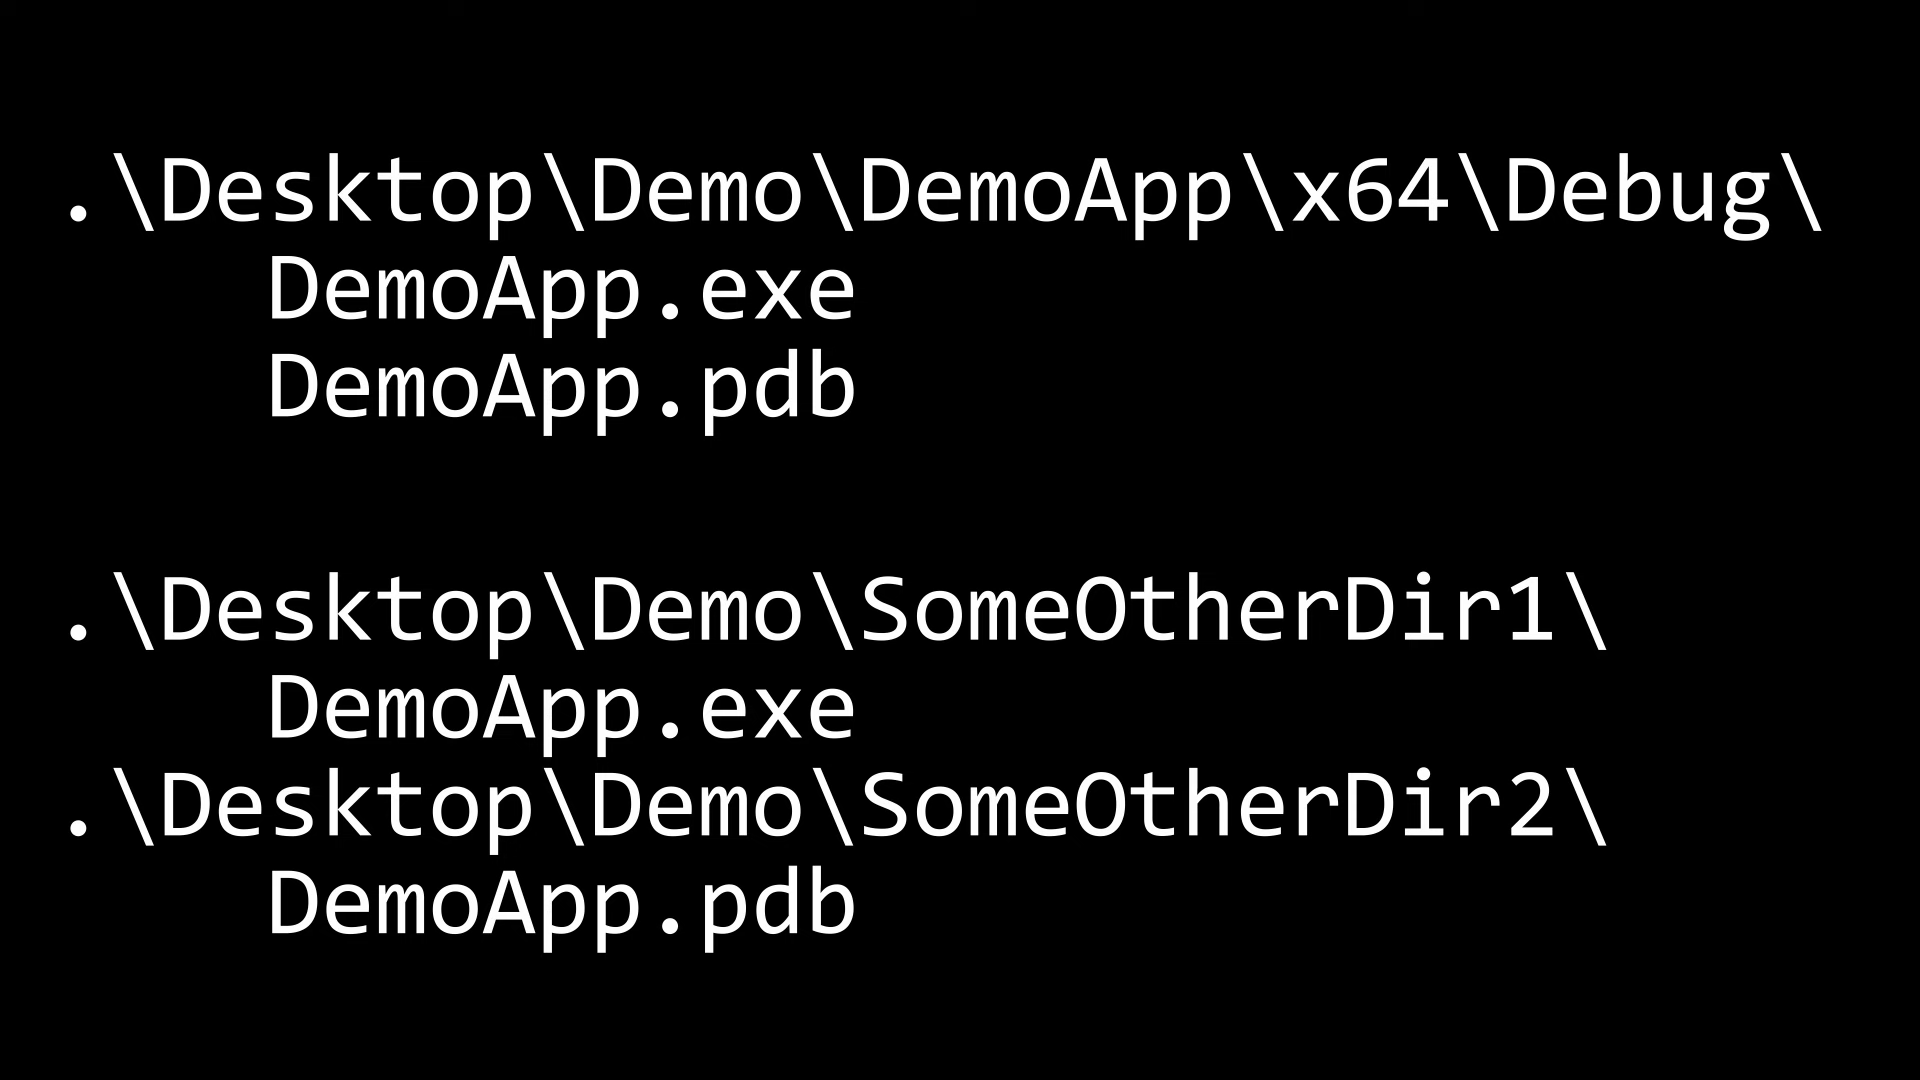 .\Desktop\Demo\DemoApp\x64\Debug\
DemoApp.exe
DemoApp.pdb
.\Desktop\Demo\SomeOtherDir1\
DemoApp.exe
.\Desktop\Demo\SomeOtherDir2\
DemoApp.pdb